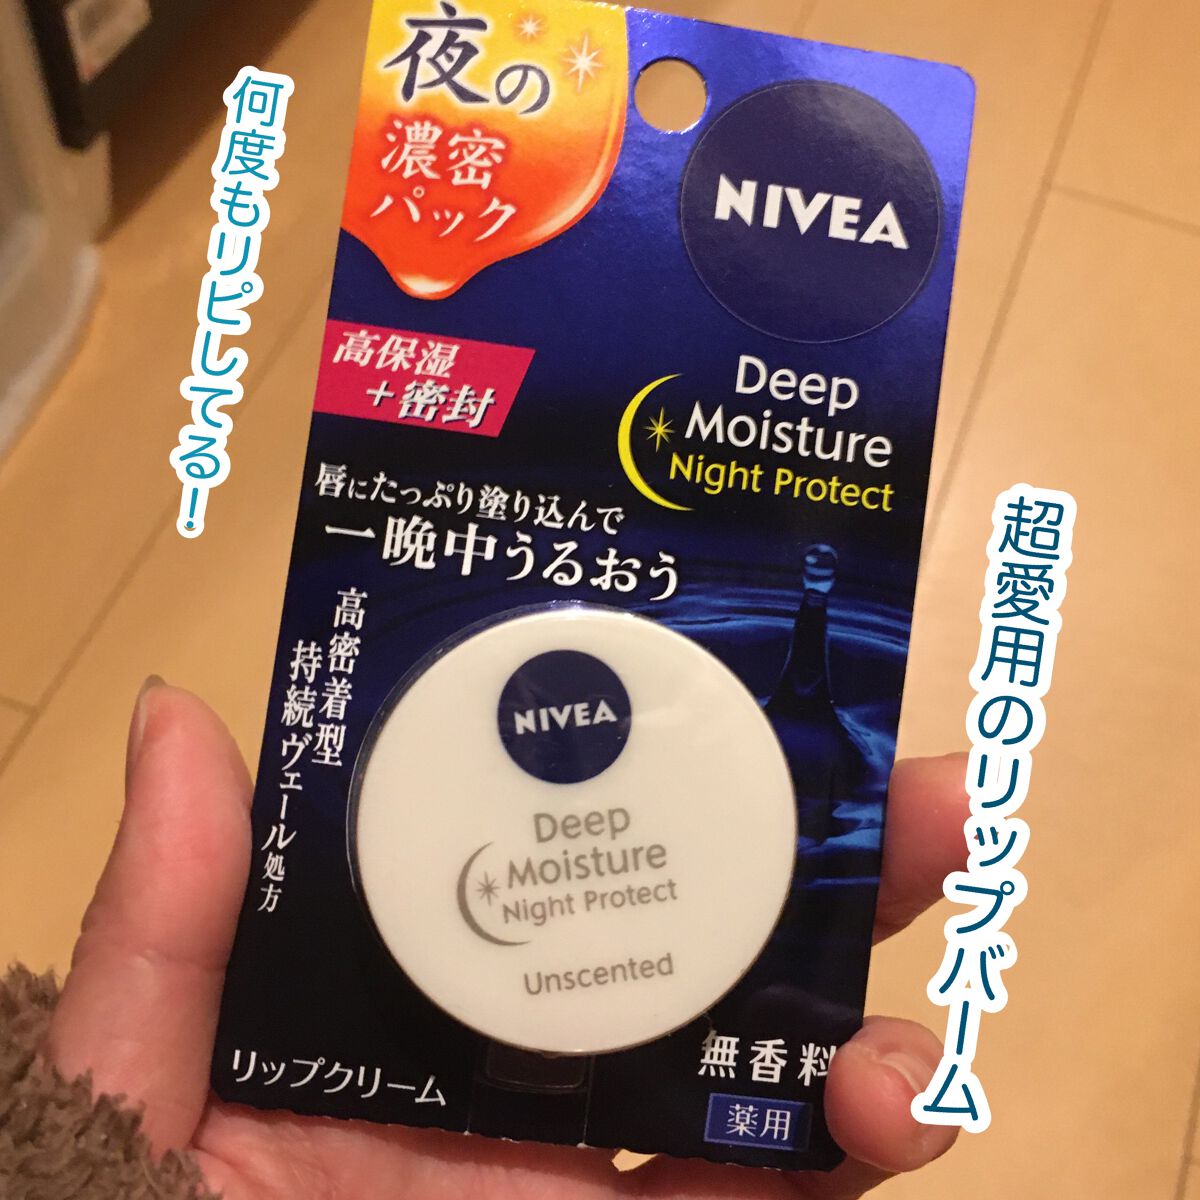 何度もリピしてる!
夜の
濃密
パック
NIVEA
高保湿
+密封
Deep
Moisture
Night Protect
唇にたっぷり塗り込んで
一晩中うるおう
高密着型
持続ヴェール処方
NIVEA
Deep
Moisture
Night Protect
Unscented
リップクリーム
無香料
薬用
超愛用のリップバーム